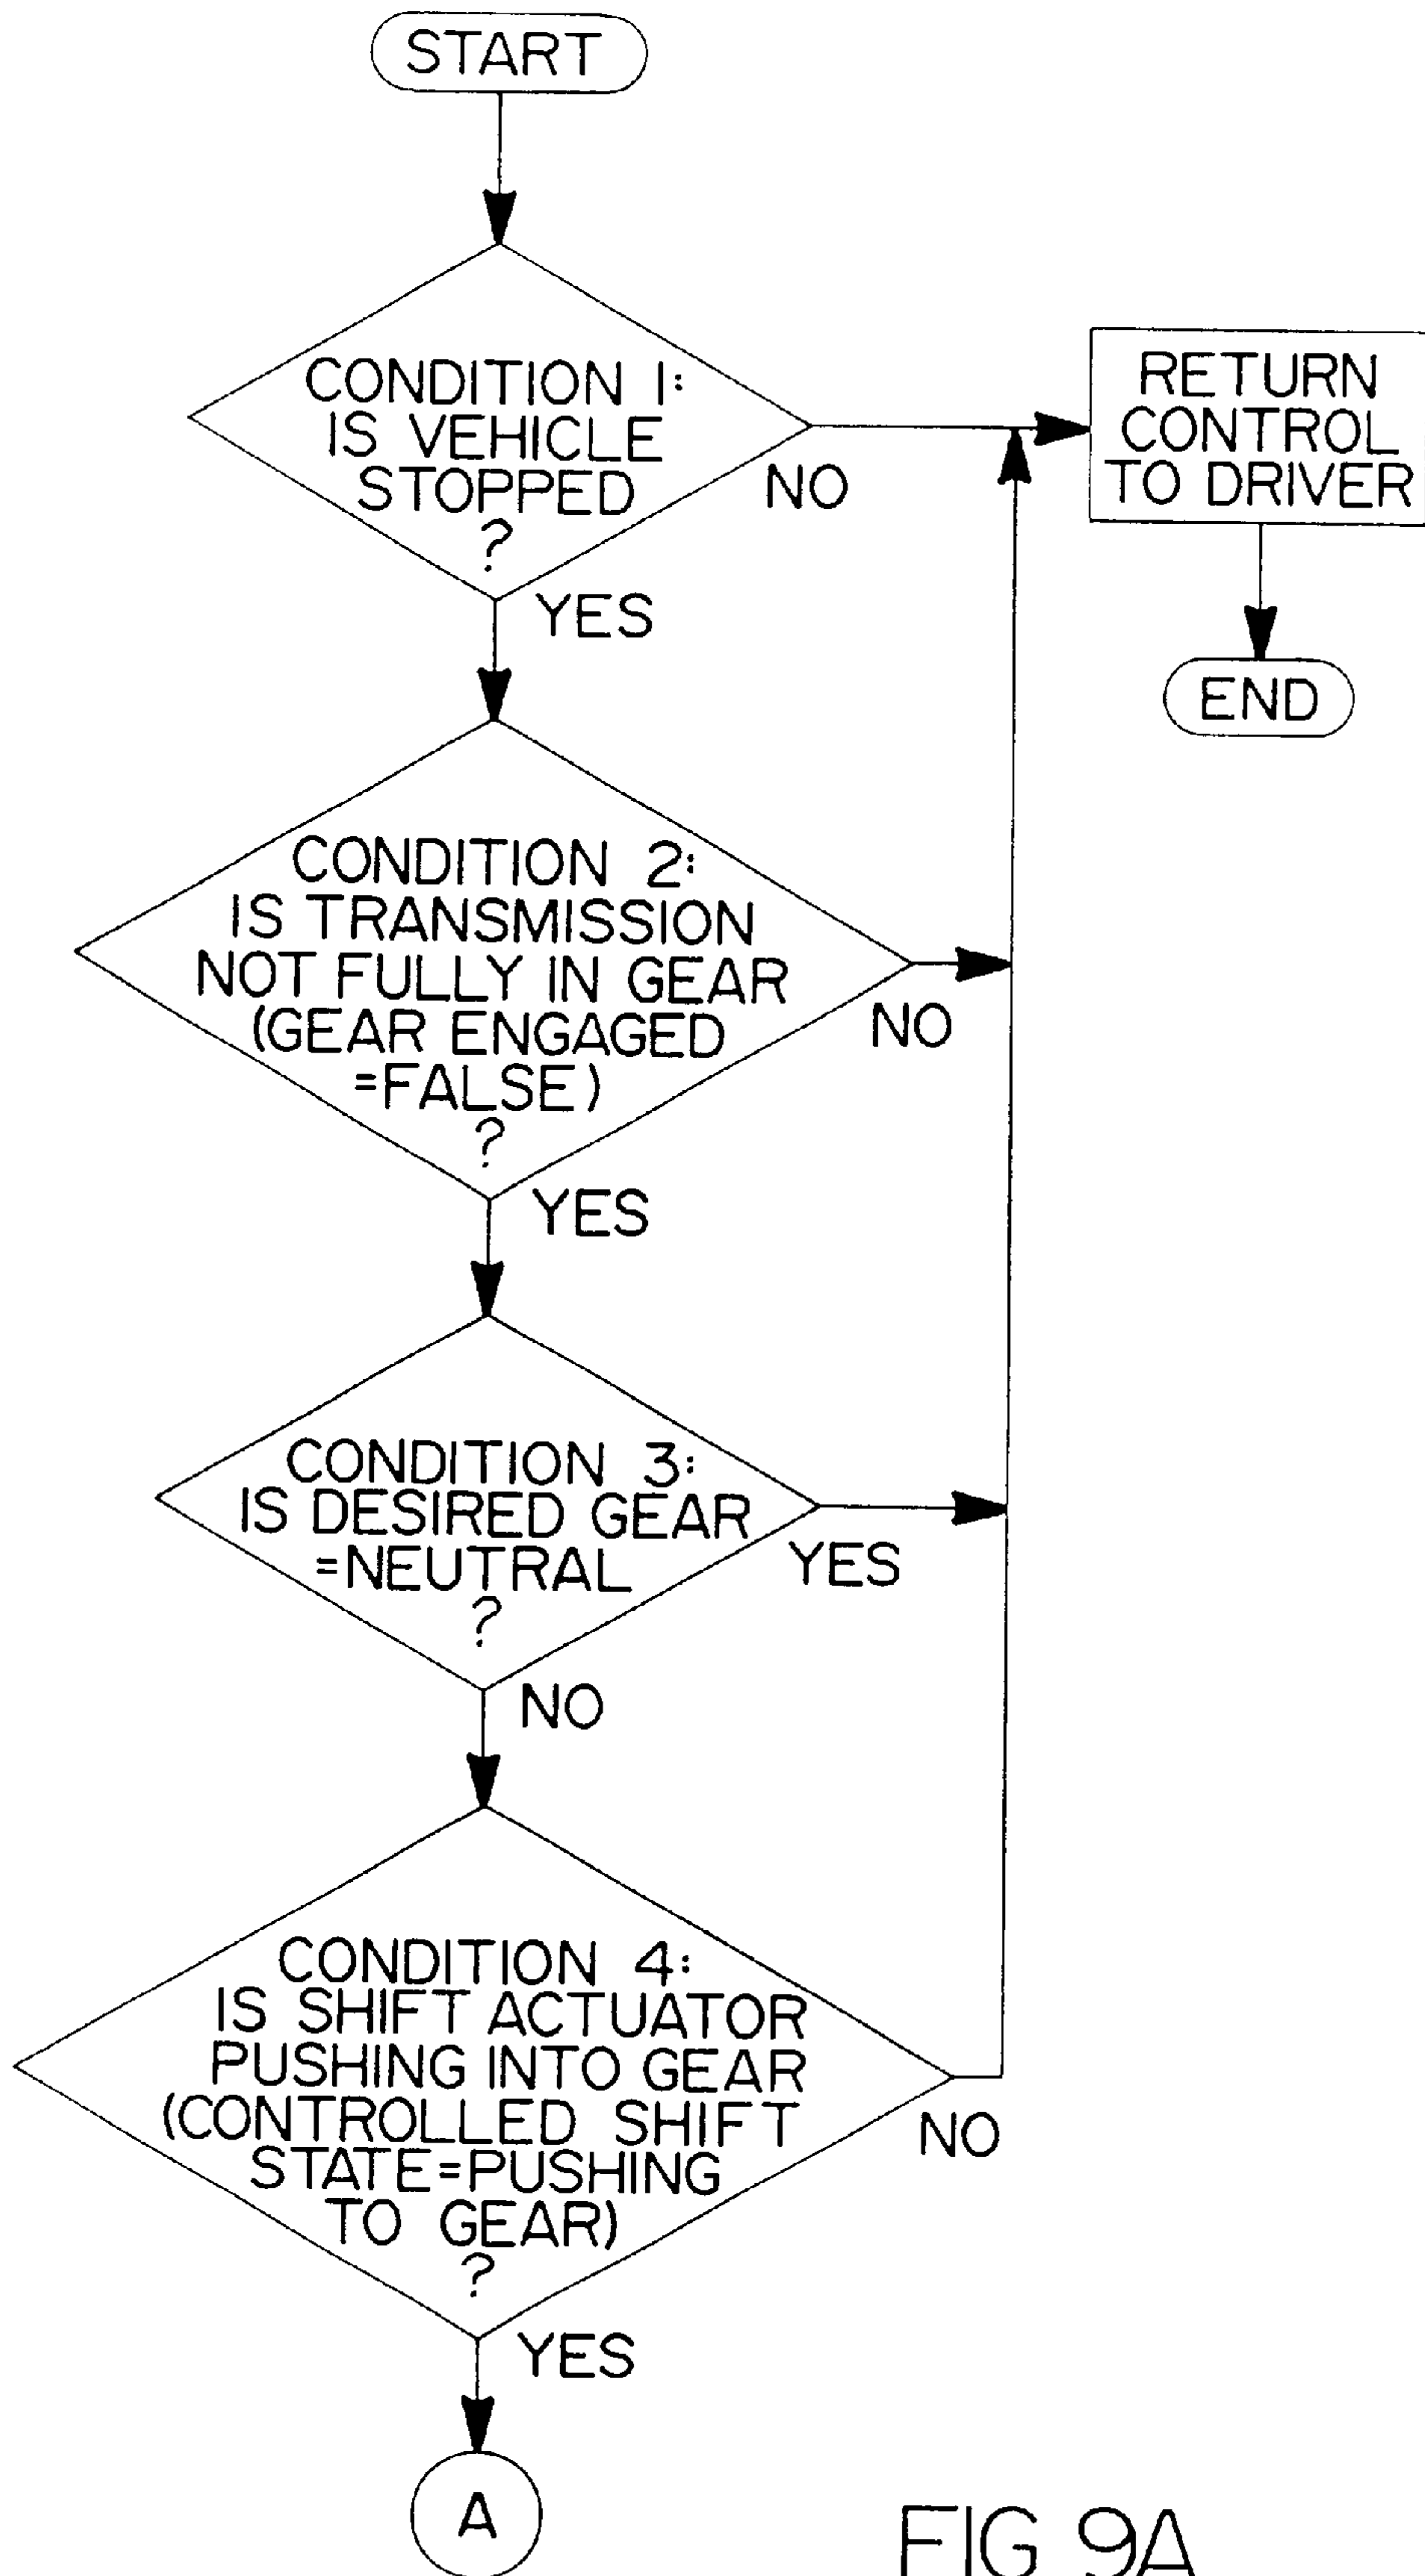 START
CONDITION 1:
IS VEHICLE
STOPPED
?
NO
YES
RETURN
CONTROL
TO DRIVER
END
CONDITION 2:
IS TRANSMISSION
NOT FULLY IN GEAR
(GEAR ENGAGED
=FALSE)
?
NO
YES
CONDITION 3:
IS DESIRED GEAR
=NEUTRAL
?
YES
NO
CONDITION 4:
IS SHIFT ACTUATOR
PUSHING INTO GEAR
(CONTROLLED SHIFT
STATE=PUSHING
TO GEAR)
?
NO
YES
A
FIG 9A